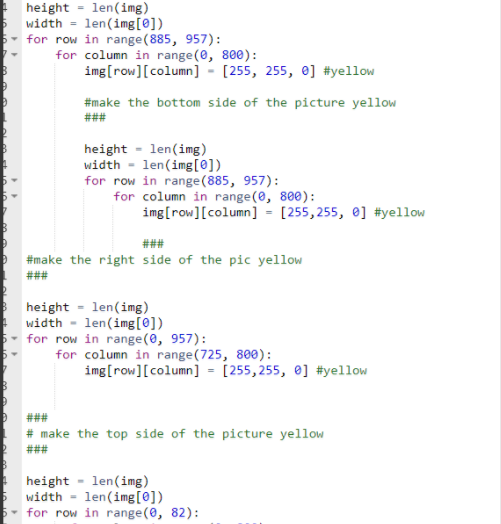 height = len(img)
width = len(img[0])
for row in range(885, 957):
    for column in range(0, 800):
        img[row][column] = [255, 255, 0] #yellow

        #make the bottom side of the picture yellow
        ###

        height = len(img)
        width = len(img[0])
        for row in range(885, 957):
            for column in range(0, 800):
                img[row][column] = [255,255, 0] #yellow

                ###
#make the right side of the pic yellow
###

height = len(img)
width = len(img[0])
for row in range(0, 957):
    for column in range(725, 800):
        img[row][column] = [255,255, 0] #yellow


###
# make the top side of the picture yellow
###

height = len(img)
width = len(img[0])
for row in range(0, 82):